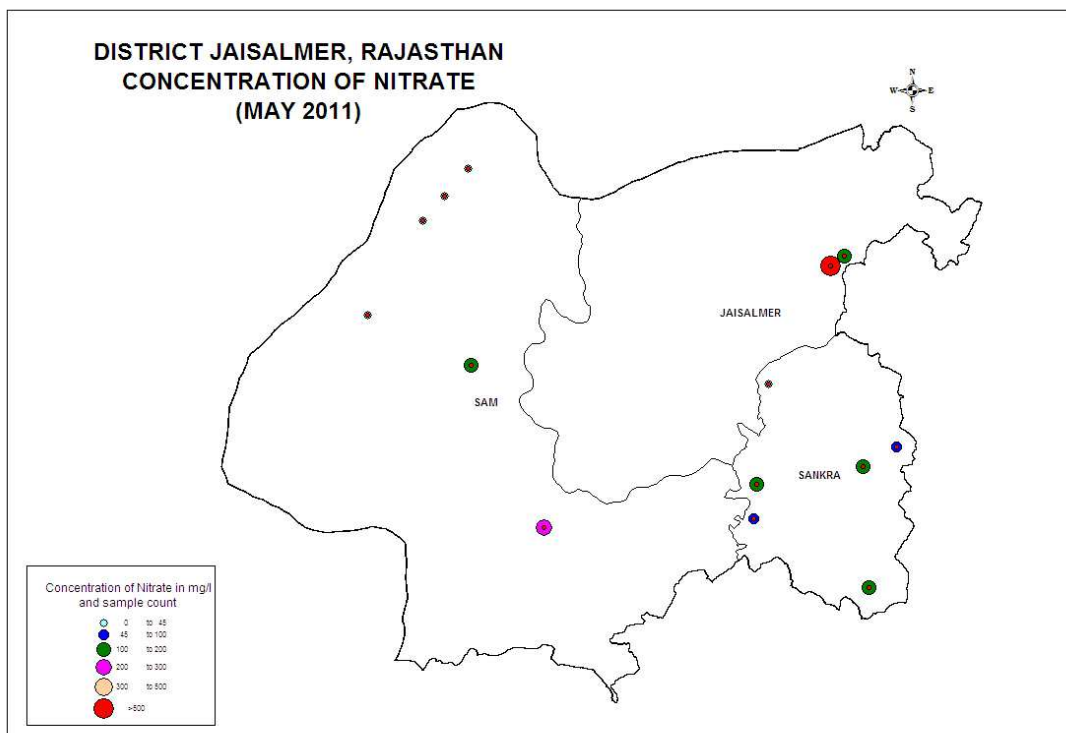 DISTRICT JAISALMER, RAJASTHAN
CONCENTRATION OF NITRATE
(MAY 2011)
N
W E
S
JAISALMER
SAM
SANKRA
Concentration of Nitrate in mg/l
and sample count
0 to 45
45 to 100
100 to 200
200 to 300
300 to 500
>500